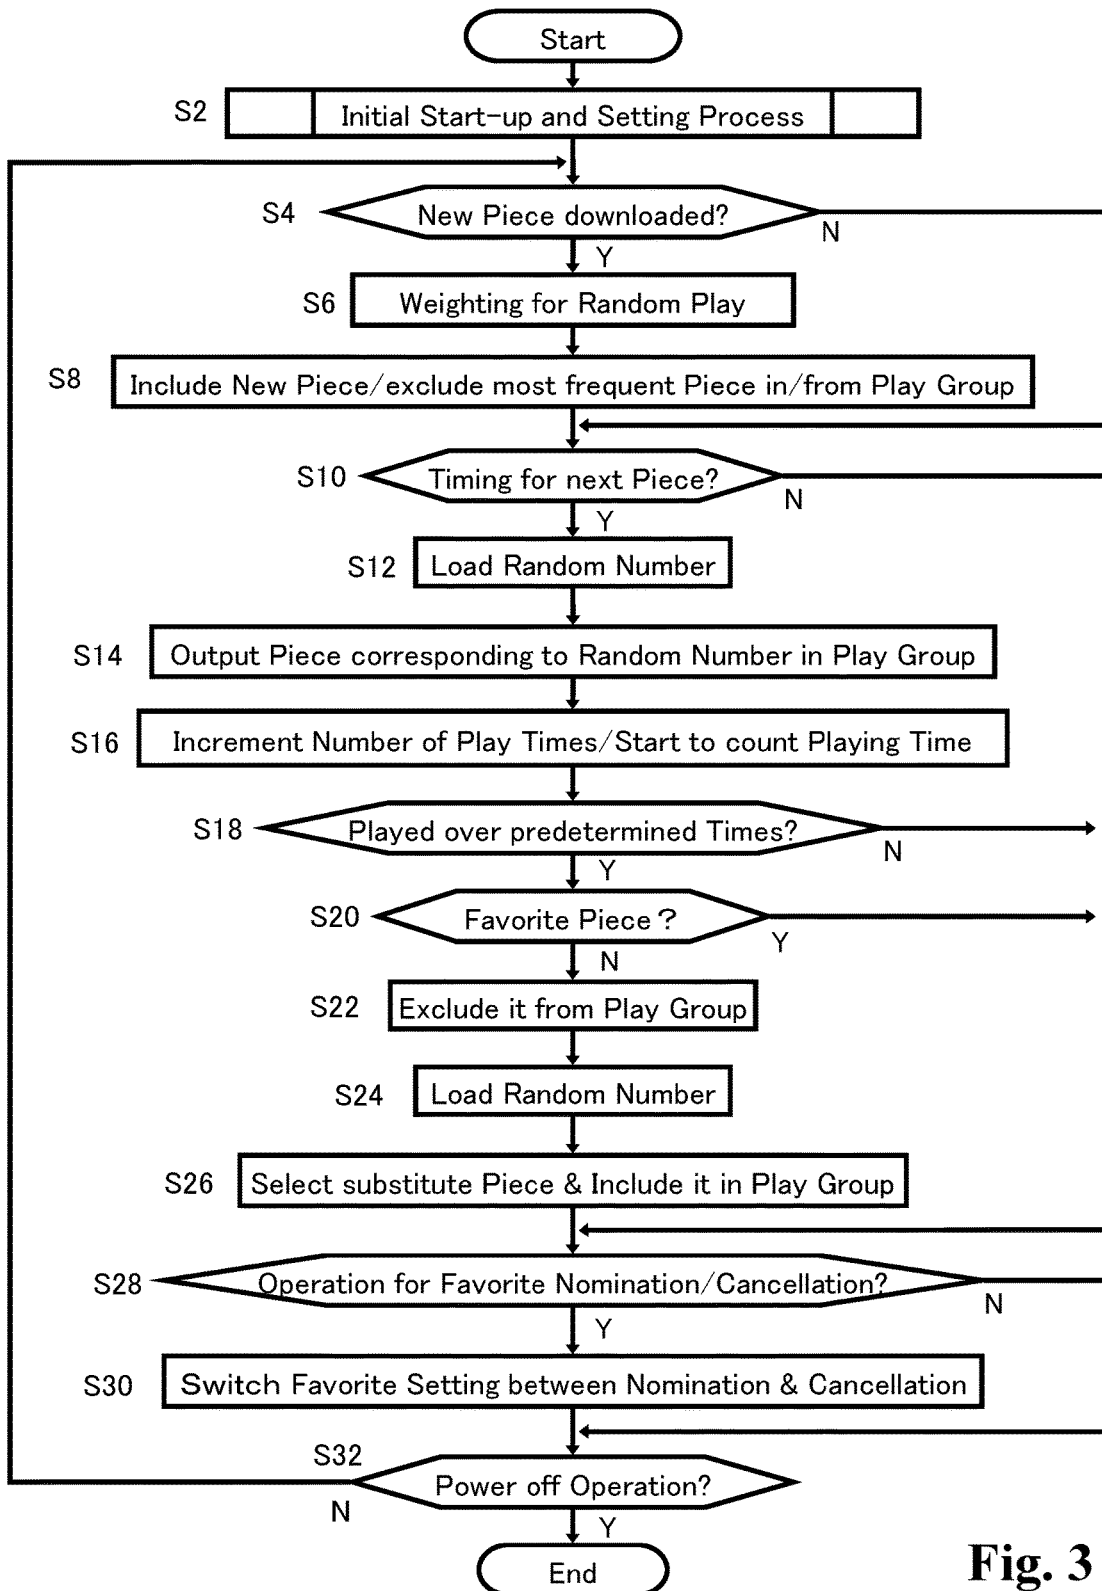 Start
S2 Initial Start-up and Setting Process
S4 New Piece downloaded?
N
Y
S6 Weighting for Random Play
S8 Include New Piece/exclude most frequent Piece in/from Play Group
S10 Timing for next Piece?
N
Y
S12 Load Random Number
S14 Output Piece corresponding to Random Number in Play Group
S16 Increment Number of Play Times/Start to count Playing Time
S18 Played over predetermined Times?
N
Y
S20 Favorite Piece?
Y
N
S22 Exclude it from Play Group
S24 Load Random Number
S26 Select substitute Piece & Include it in Play Group
S28 Operation for Favorite Nomination/Cancellation?
N
Y
S30 Switch Favorite Setting between Nomination & Cancellation
S32 Power off Operation?
N
Y
End
Fig. 3